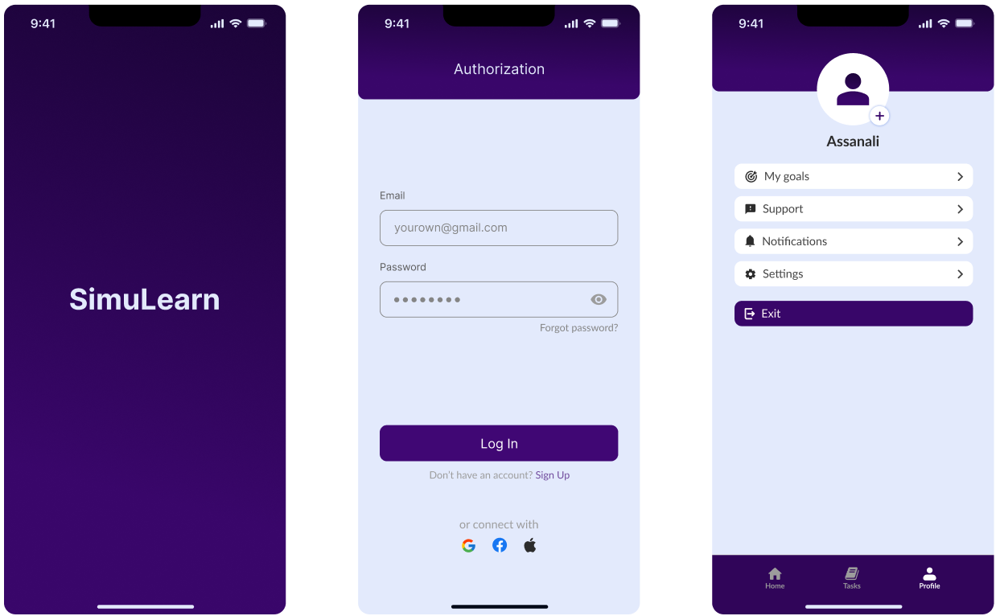 9:41
SimuLearn
9:41
Authorization
Email
yourown@gmail.com
Password
Forgot password?
Log In
Don't have an account? Sign Up
or connect with
9:41
Assanali
My goals
Support
Notifications
Settings
Exit
Home
Tasks
Profile